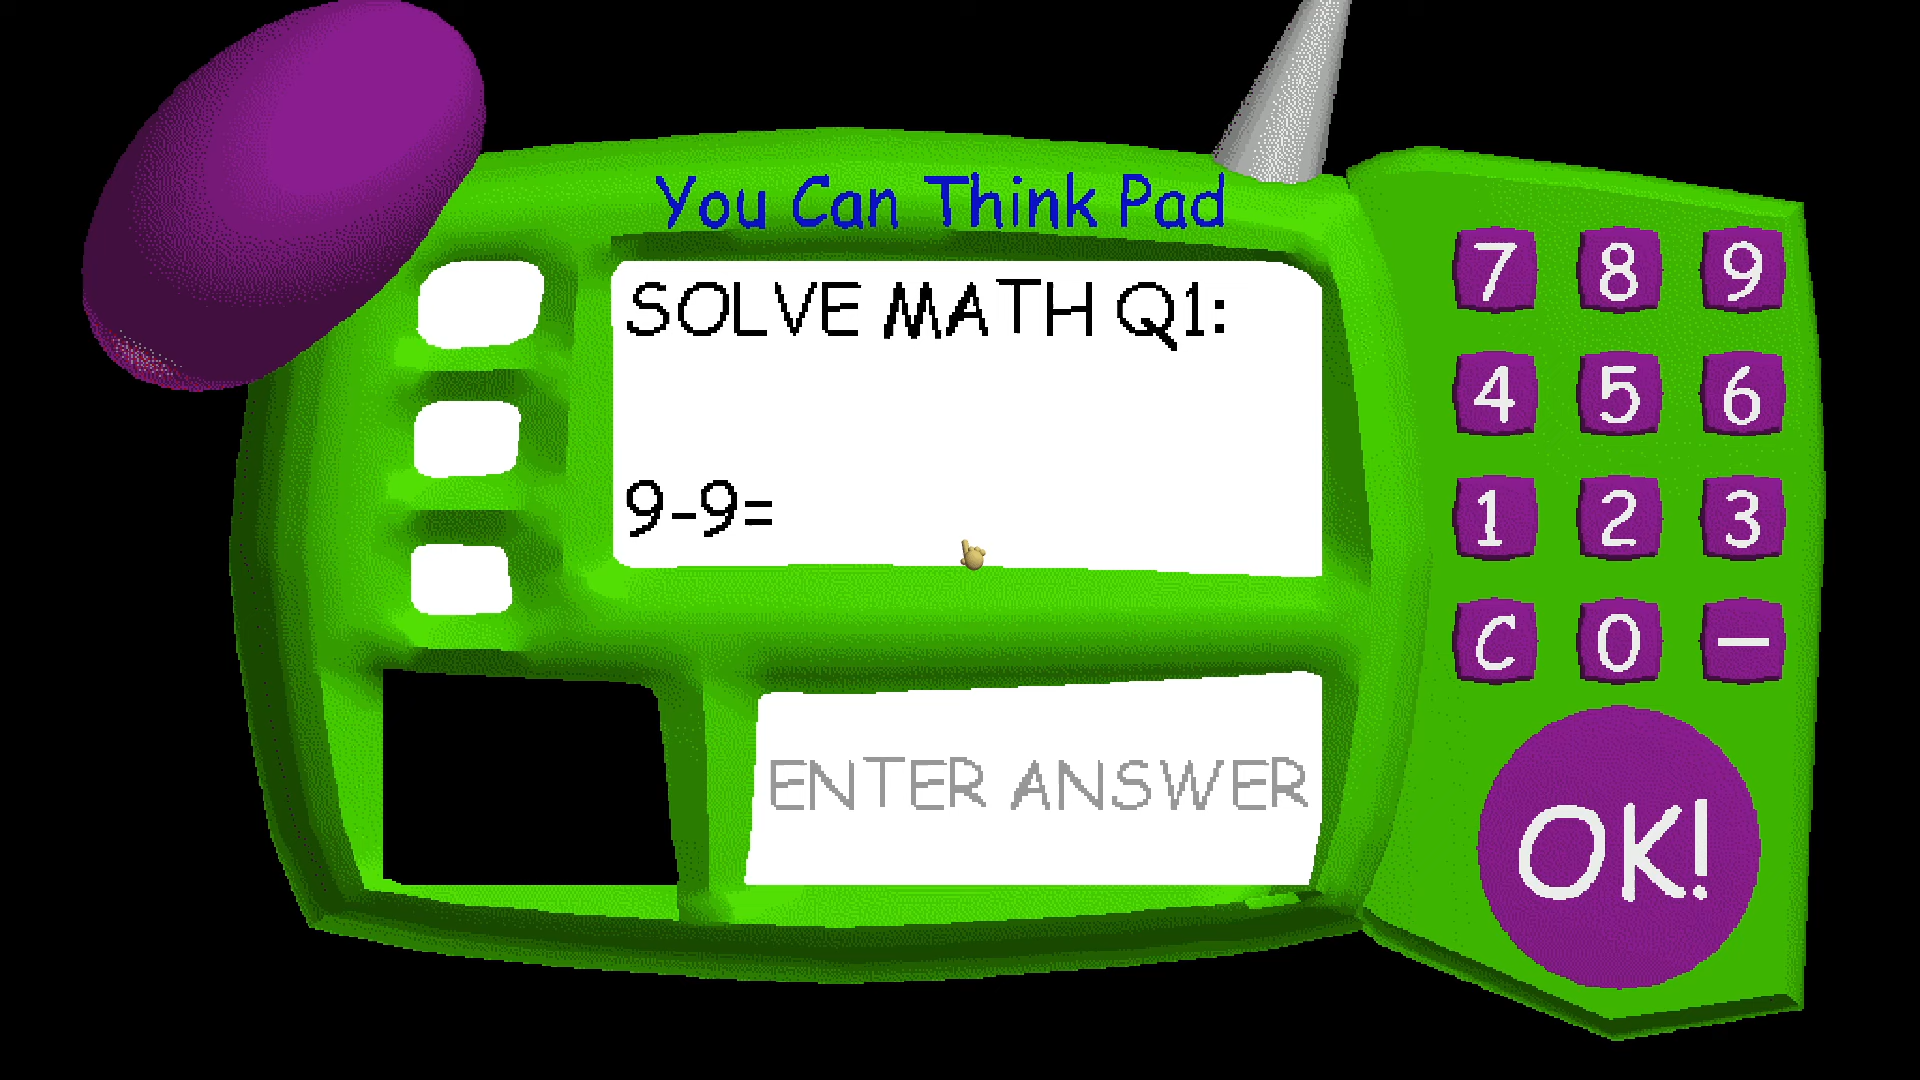 You Can Think Pad
SOLVE MATH Q1:
9-9=
ENTER ANSWER
7 8 9
4 5 6
1 2 3
C 0 −
OK!